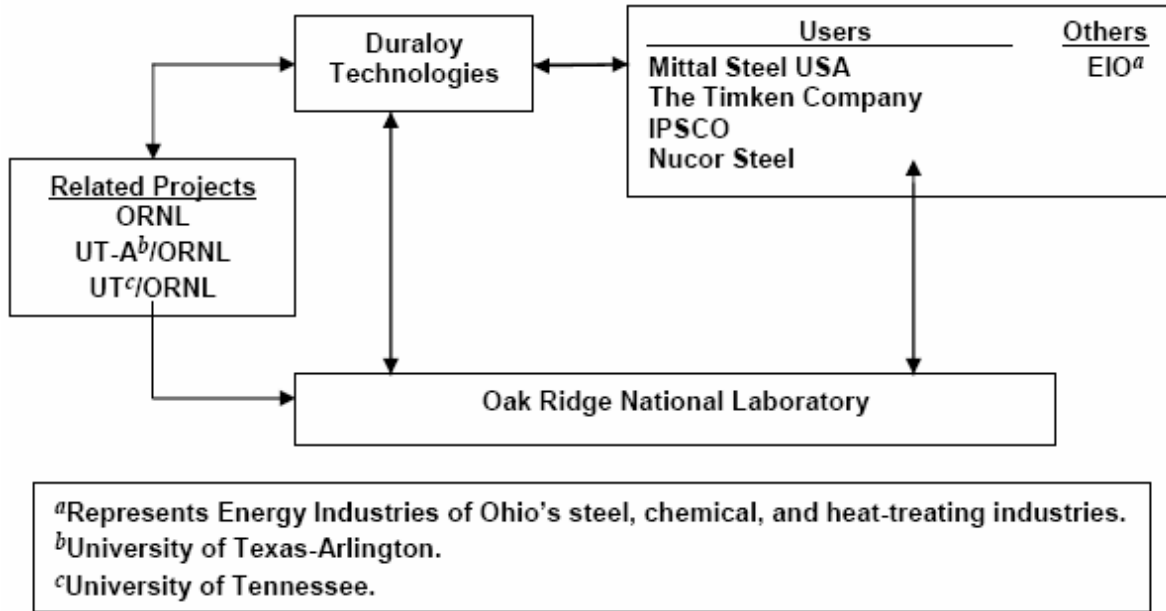 Duraloy
Technologies
Users
Others
Mittal Steel USA
EIOᵃ
The Timken Company
IPSCO
Nucor Steel
Related Projects
ORNL
UT-Aᵇ/ORNL
UTᶜ/ORNL
Oak Ridge National Laboratory
ᵃRepresents Energy Industries of Ohio's steel, chemical, and heat-treating industries.
ᵇUniversity of Texas-Arlington.
ᶜUniversity of Tennessee.